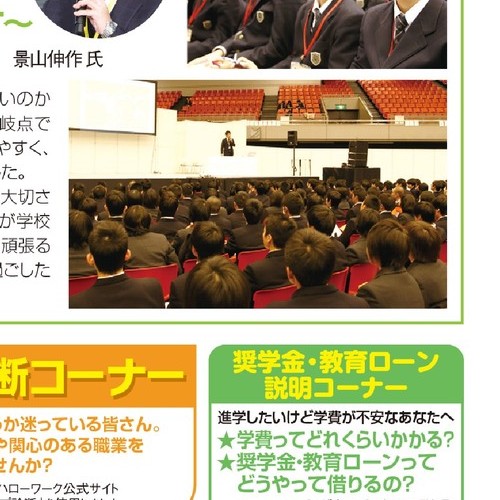 〜
景山伸作 氏
いのか
岐点で
やすく、
た。
大切さ
が学校
頑張る
過ごした
断コーナー
か迷っている皆さん。
や関心のある職業を
せんか？
ハローワーク公式サイト
奨学金・教育ローン
説明コーナー
進学したいけど学費が不安なあなたへ
★学費ってどれくらいかかる？
★奨学金・教育ローンって
どうやって借りるの？